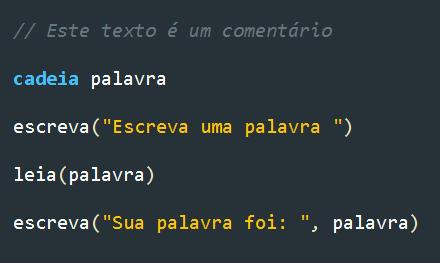 // Este texto é um comentário
cadeia palavra
escreva("Escreva uma palavra ")
leia(palavra)
escreva("Sua palavra foi: ", palavra)